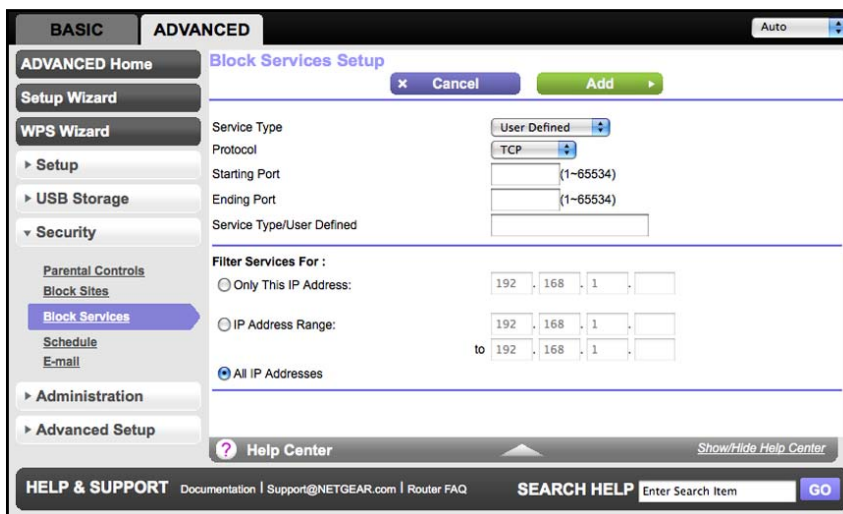 BASIC
ADVANCED
Auto
ADVANCED Home
Setup Wizard
WPS Wizard
Setup
USB Storage
Security
Parental Controls
Block Sites
Block Services
Schedule
E-mail
Administration
Advanced Setup
Block Services Setup
x Cancel
Add
Service Type User Defined
Protocol TCP
Starting Port (1~65534)
Ending Port (1~65534)
Service Type/User Defined
Filter Services For :
Only This IP Address: 192 . 168 . 1 .
IP Address Range: 192 . 168 . 1 .
to 192 . 168 . 1 .
All IP Addresses
? Help Center
Show/Hide Help Center
HELP & SUPPORT Documentation | Support@NETGEAR.com | Router FAQ
SEARCH HELP Enter Search Item GO